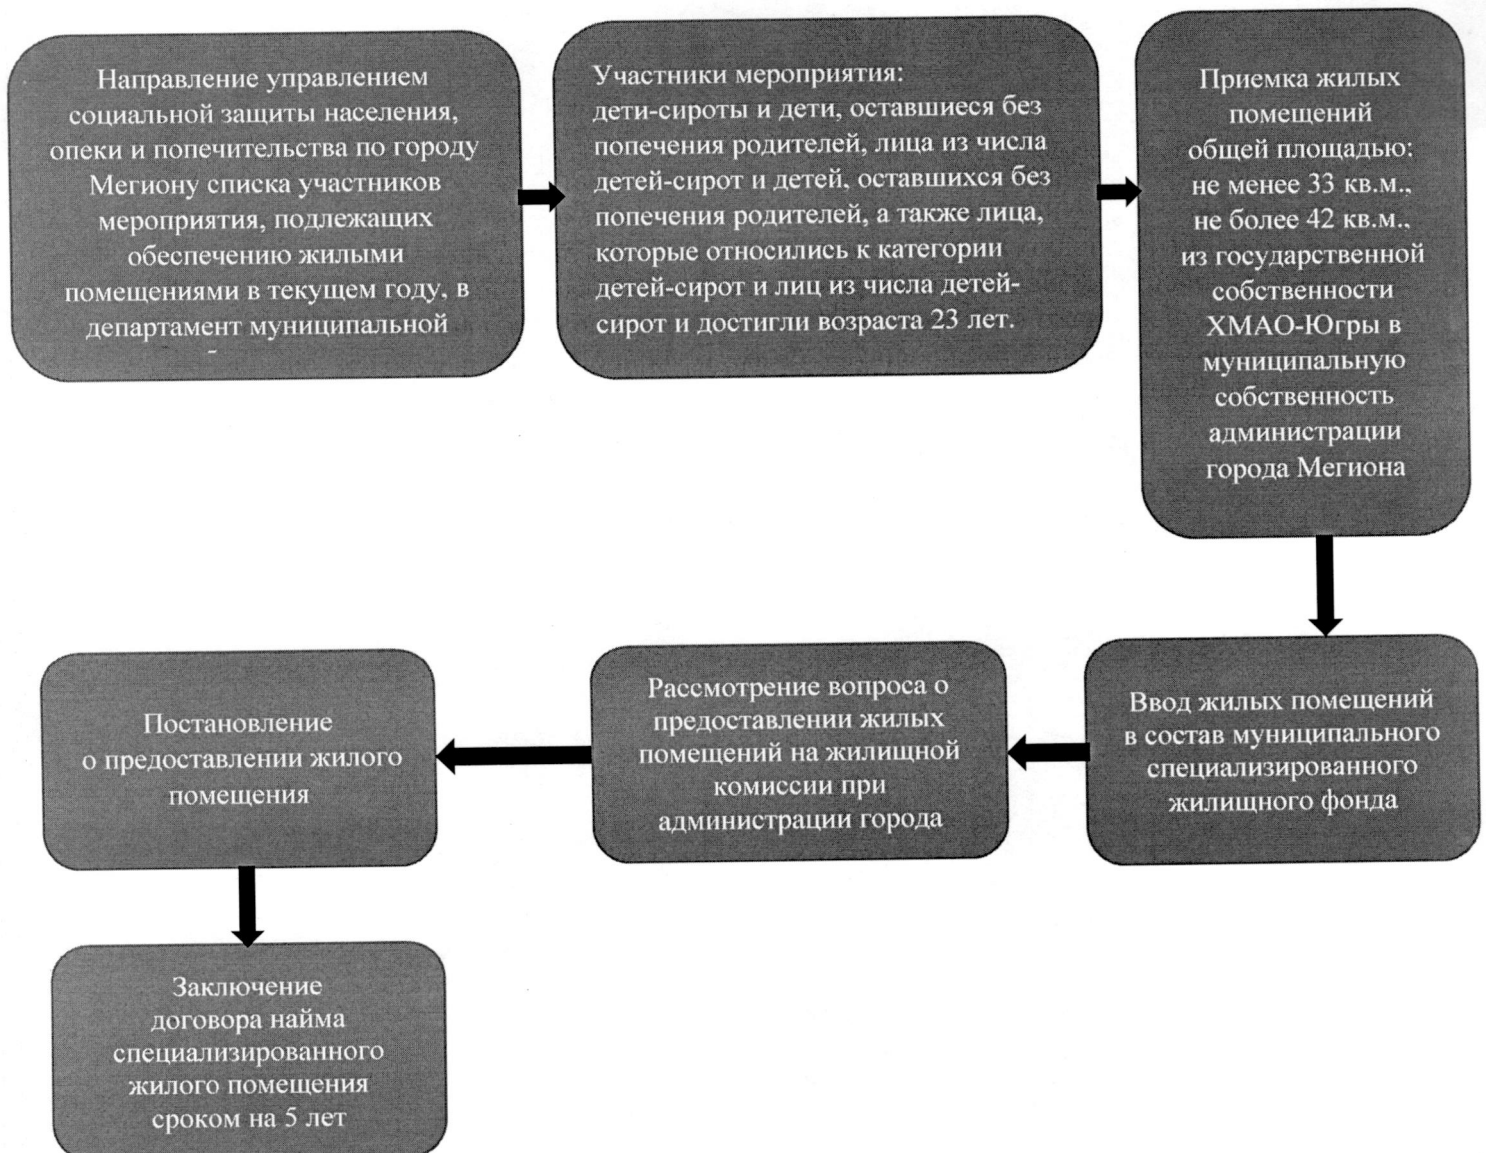 Направление управлением
социальной защиты населения,
опеки и попечительства по городу
Мегиону списка участников
мероприятия, подлежащих
обеспечению жилыми
помещениями в текущем году, в
департамент муниципальной
Участники мероприятия:
дети-сироты и дети, оставшиеся без
попечения родителей, лица из числа
детей-сирот и детей, оставшихся без
попечения родителей, а также лица,
которые относились к категории
детей-сирот и лиц из числа детей-
сирот и достигли возраста 23 лет.
Приемка жилых
помещений
общей площадью:
не менее 33 кв.м.,
не более 42 кв.м.,
из государственной
собственности
ХМАО-Югры в
муниципальную
собственность
администрации
города Мегиона
Ввод жилых помещений
в состав муниципального
специализированного
жилищного фонда
Рассмотрение вопроса о
предоставлении жилых
помещений на жилищной
комиссии при
администрации города
Постановление
о предоставлении жилого
помещения
Заключение
договора найма
специализированного
жилого помещения
сроком на 5 лет